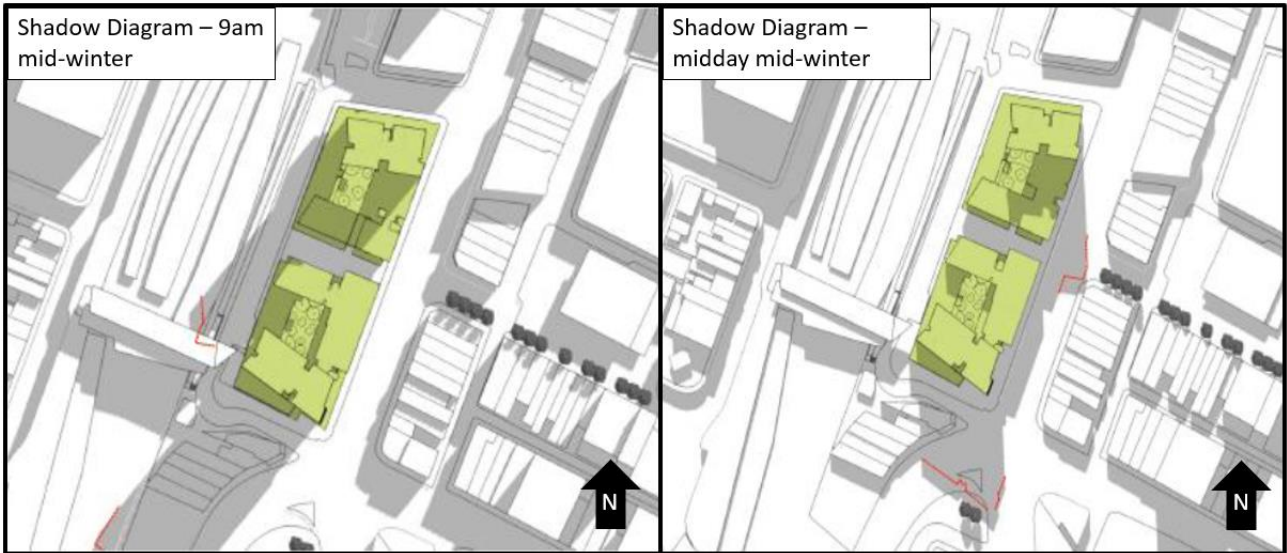 Shadow Diagram – 9am
mid-winter
Shadow Diagram –
midday mid-winter
N
N